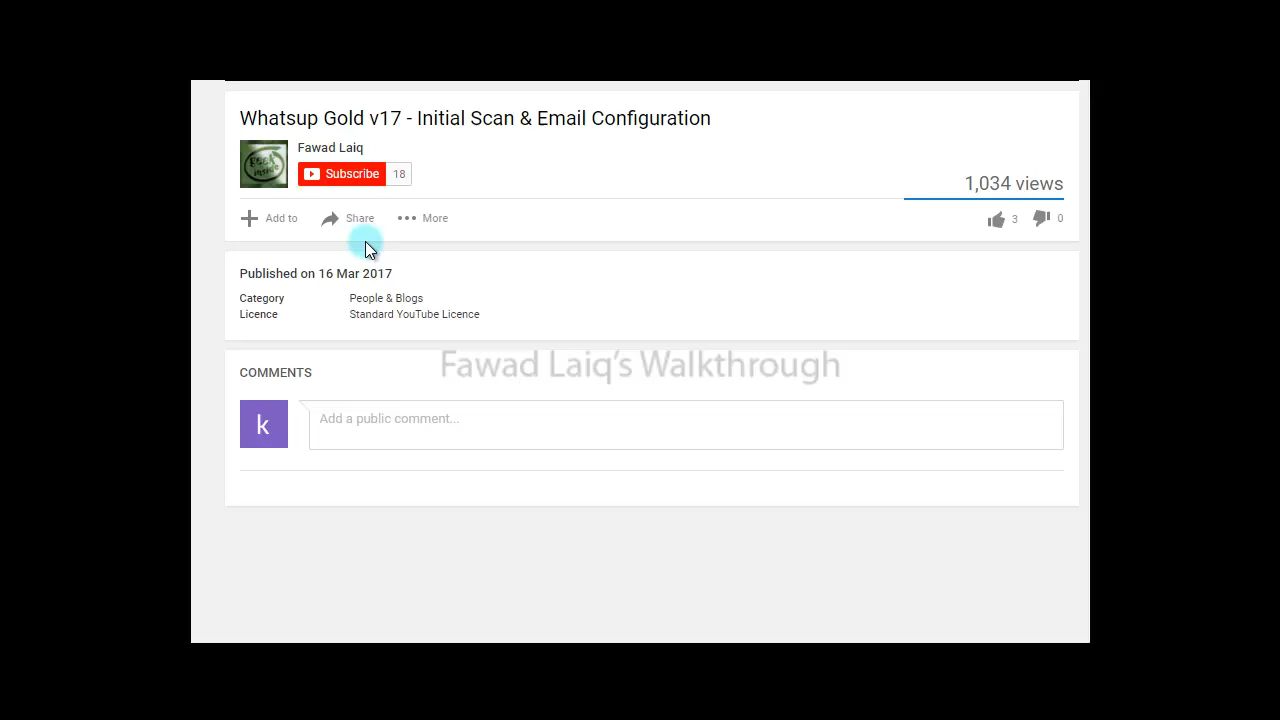 Whatsup Gold v17 - Initial Scan & Email Configuration
Geek
inside
Fawad Laiq
Subscribe 18
1,034 views
Add to Share More 3 0
Published on 16 Mar 2017
Category People & Blogs
Licence Standard YouTube Licence
Fawad Laiq's Walkthrough
COMMENTS
k
Add a public comment...